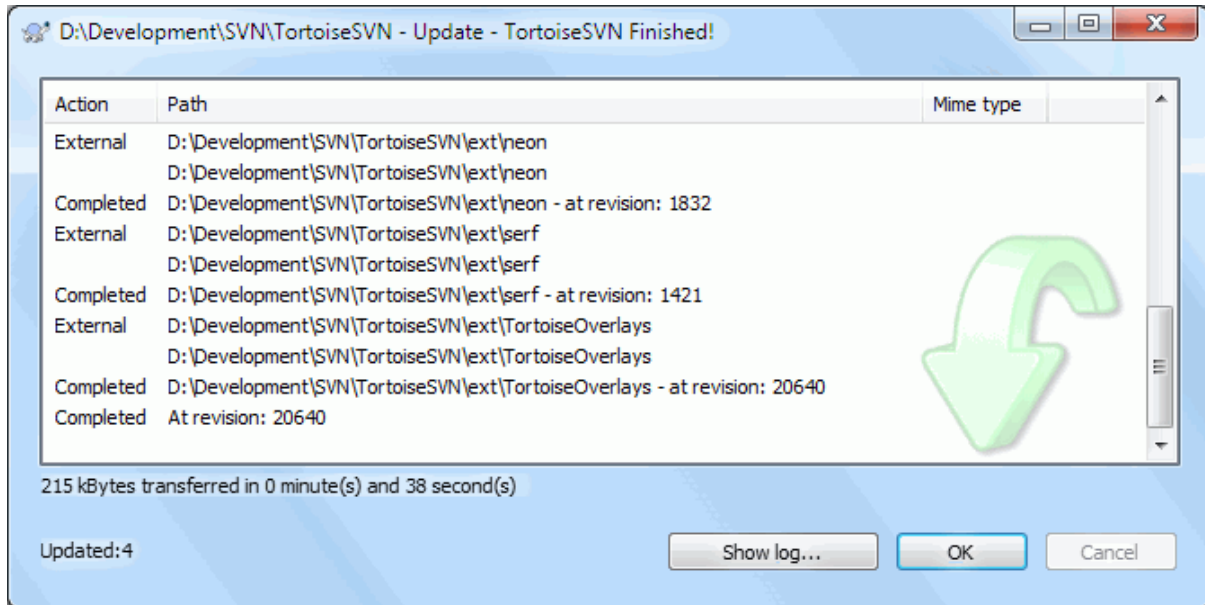 D:\Development\SVN\TortoiseSVN - Update - TortoiseSVN Finished!
Action Path Mime type
External D:\Development\SVN\TortoiseSVN\ext\neon
D:\Development\SVN\TortoiseSVN\ext\neon
Completed D:\Development\SVN\TortoiseSVN\ext\neon - at revision: 1832
External D:\Development\SVN\TortoiseSVN\ext\serf
D:\Development\SVN\TortoiseSVN\ext\serf
Completed D:\Development\SVN\TortoiseSVN\ext\serf - at revision: 1421
External D:\Development\SVN\TortoiseSVN\ext\TortoiseOverlays
D:\Development\SVN\TortoiseSVN\ext\TortoiseOverlays
Completed D:\Development\SVN\TortoiseSVN\ext\TortoiseOverlays - at revision: 20640
Completed At revision: 20640
215 kBytes transferred in 0 minute(s) and 38 second(s)
Updated:4 Show log... OK Cancel